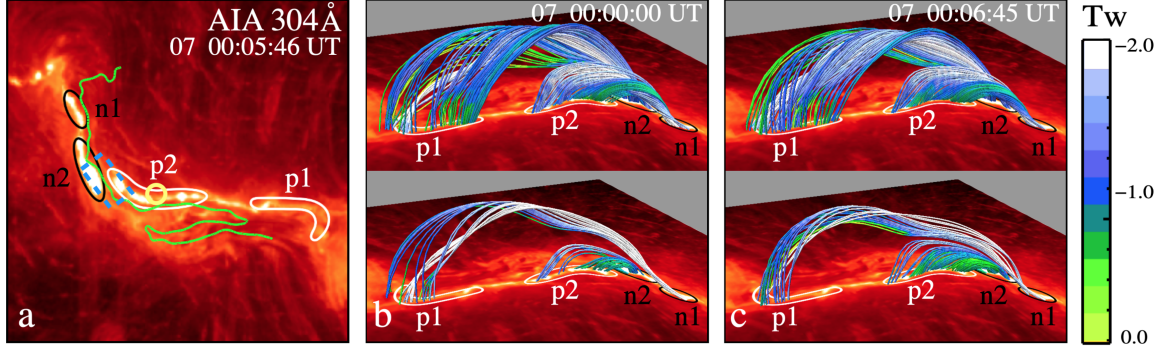 AIA 304Å
07 00:05:46 UT
n1
n2
p2
p1
a
07 00:00:00 UT
p1
p2
n2
n1
p1
p2
n2
n1
b
07 00:06:45 UT
p1
p2
n2
n1
p1
p2
n2
n1
c
Tw
-2.0
-1.0
0.0